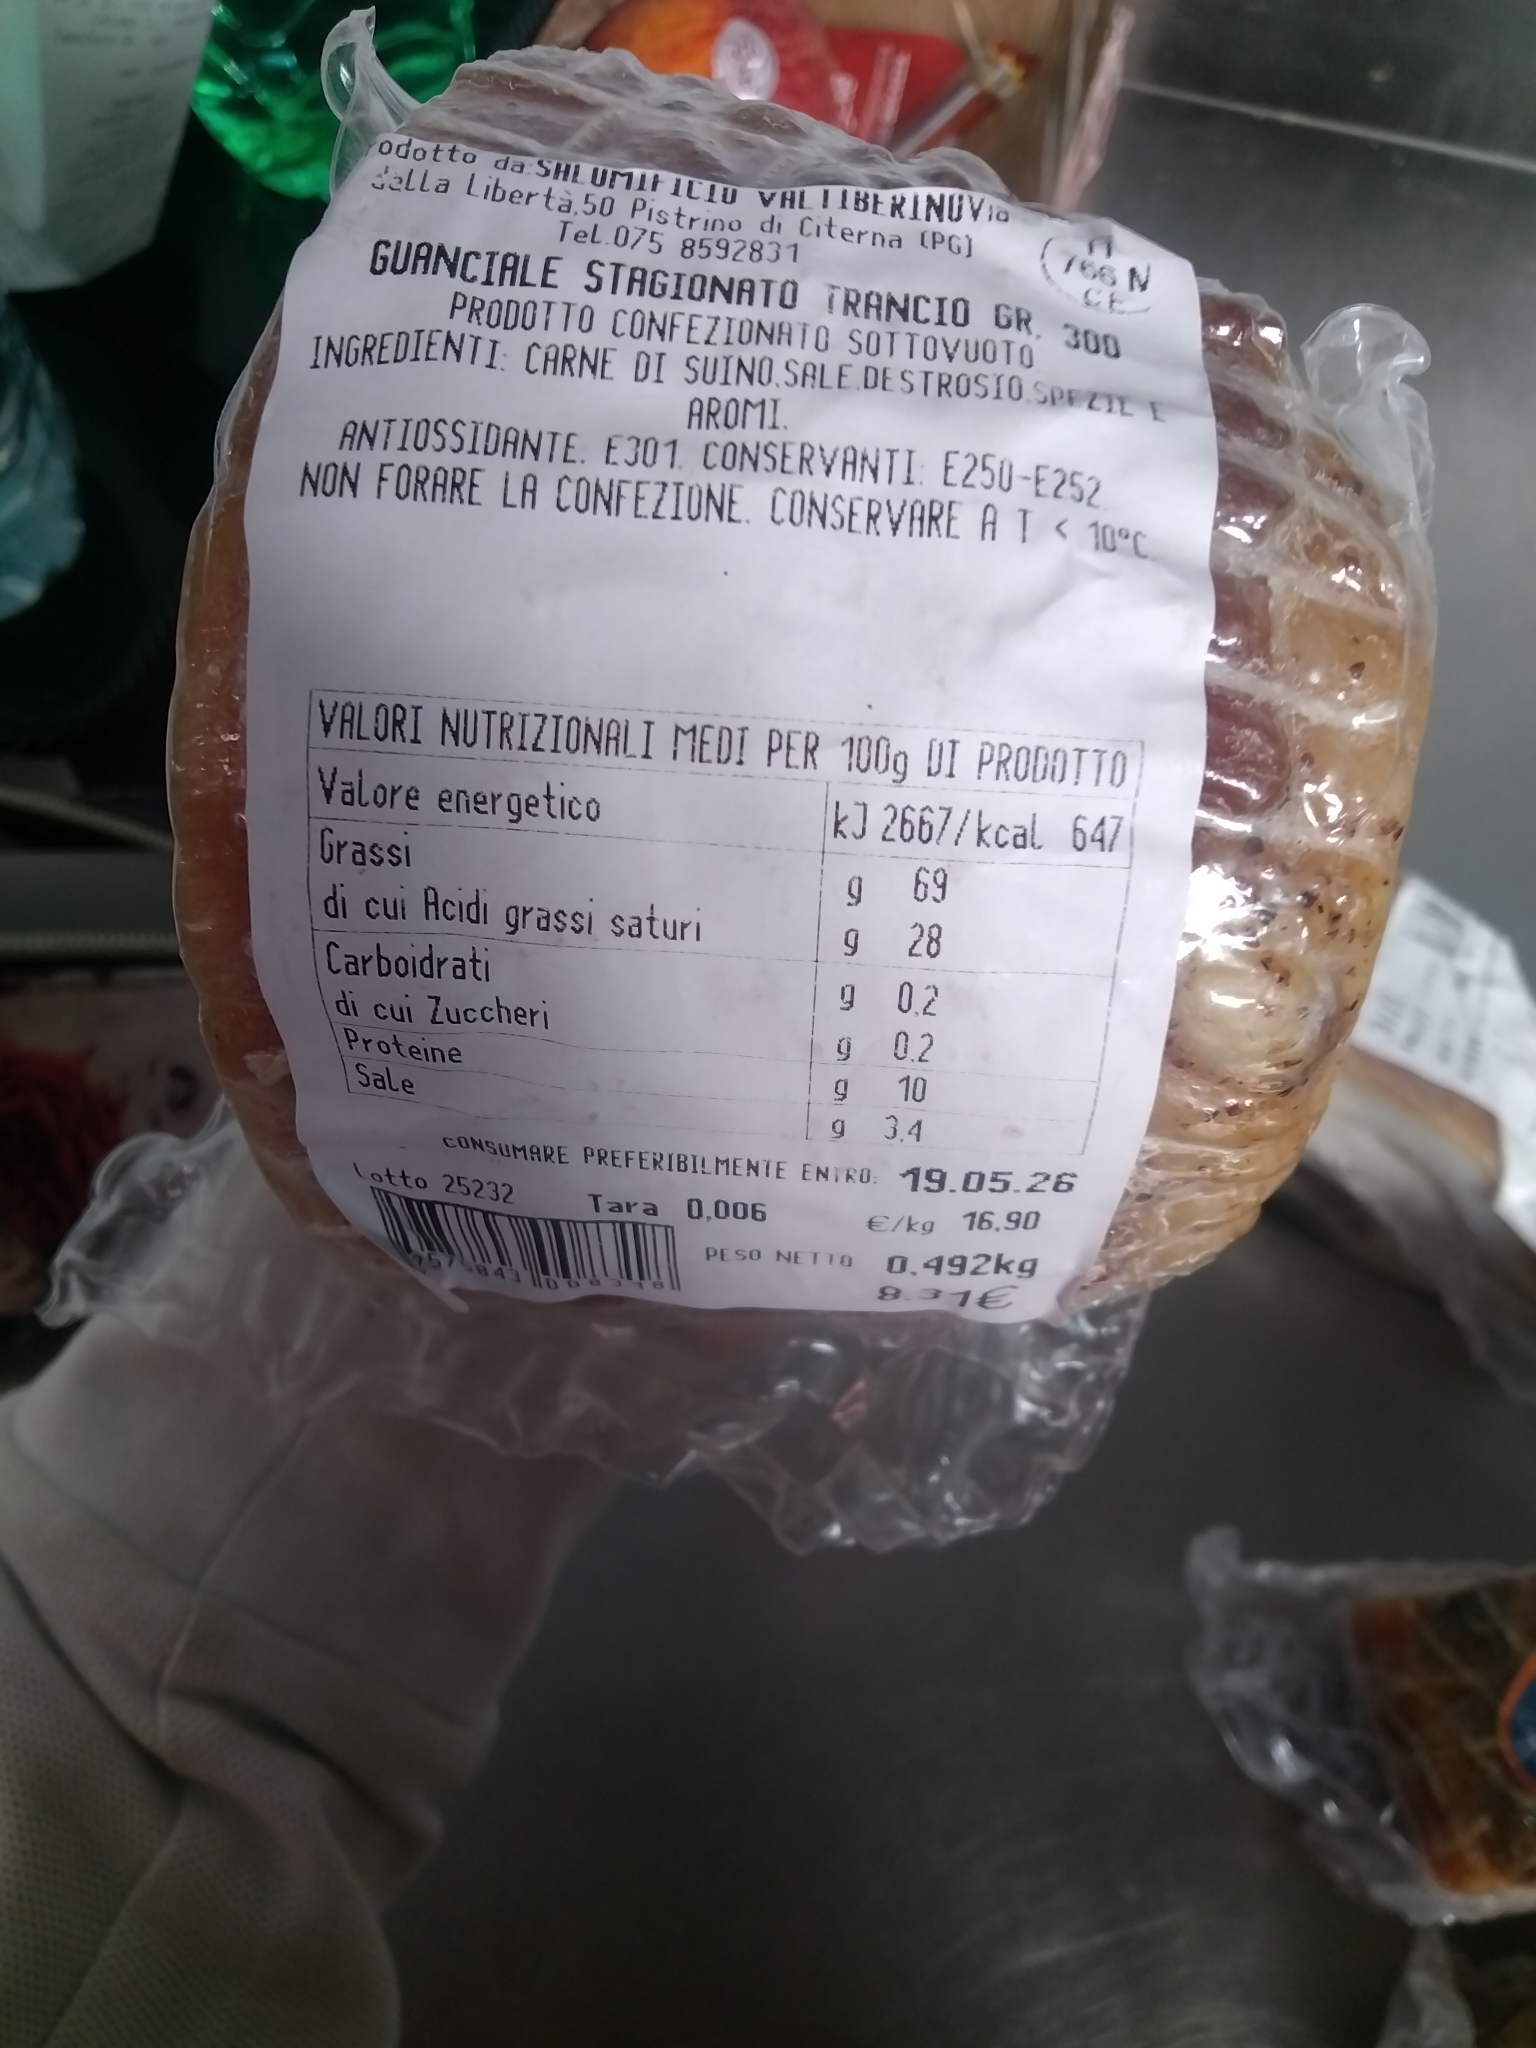 odotto da:SALUMIFICIO VALTIBERINOVia
della Libertà,50 Pistrino di Citerna (PG)
Tel.075 8592831
IT
766 N
CE
GUANCIALE STAGIONATO TRANCIO GR. 300
PRODOTTO CONFEZIONATO SOTTOVUOTO
INGREDIENTI: CARNE DI SUINO,SALE,DESTROSIO,SPEZIE E
AROMI.
ANTIOSSIDANTE. E301. CONSERVANTI: E250-E252
NON FORARE LA CONFEZIONE. CONSERVARE A T < 10°C
VALORI NUTRIZIONALI MEDI PER 100g DI PRODOTTO
Valore energetico kJ 2667/kcal 647
Grassi g 69
di cui Acidi grassi saturi g 28
Carboidrati g 0.2
di cui Zuccheri g 0.2
Proteine g 10
Sale g 3.4
CONSUMARE PREFERIBILMENTE ENTRO: 19.05.26
Lotto 25232 Tara 0,006 €/kg 16,90
PESO NETTO 0,492kg
8.31€